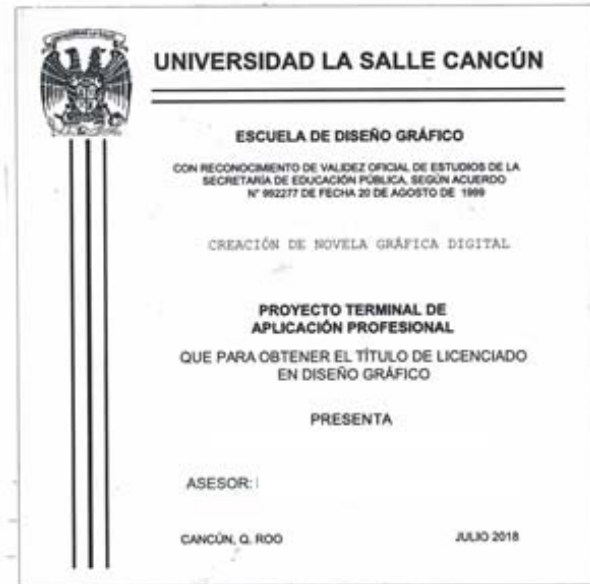 UNIVERSIDAD LA SALLE CANCÚN
ESCUELA DE DISEÑO GRÁFICO
CON RECONOCIMIENTO DE VALIDEZ OFICIAL DE ESTUDIOS DE LA
SECRETARÍA DE EDUCACIÓN PÚBLICA, SEGÚN ACUERDO
N° 992277 DE FECHA 20 DE AGOSTO DE 1999
CREACIÓN DE NOVELA GRÁFICA DIGITAL
PROYECTO TERMINAL DE
APLICACIÓN PROFESIONAL
QUE PARA OBTENER EL TÍTULO DE LICENCIADO
EN DISEÑO GRÁFICO
PRESENTA
ASESOR:
CANCÚN, Q. ROO JULIO 2018